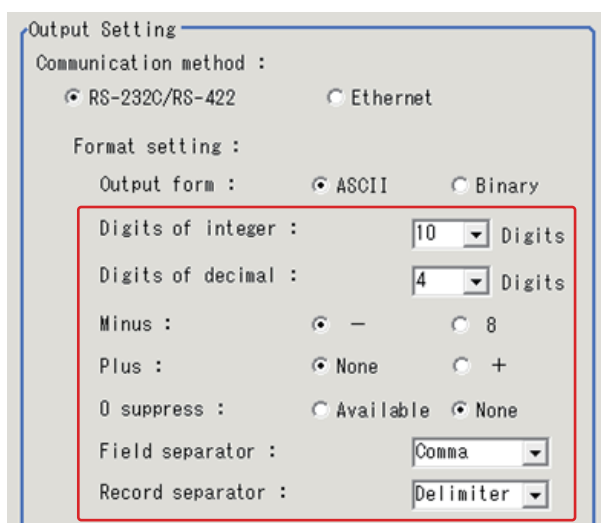 Output Setting
Communication method :
RS-232C/RS-422 Ethernet
Format setting :
Output form : ASCII Binary
Digits of integer : 10 Digits
Digits of decimal : 4 Digits
Minus : − 8
Plus : None +
0 suppress : Available None
Field separator : Comma
Record separator : Delimiter